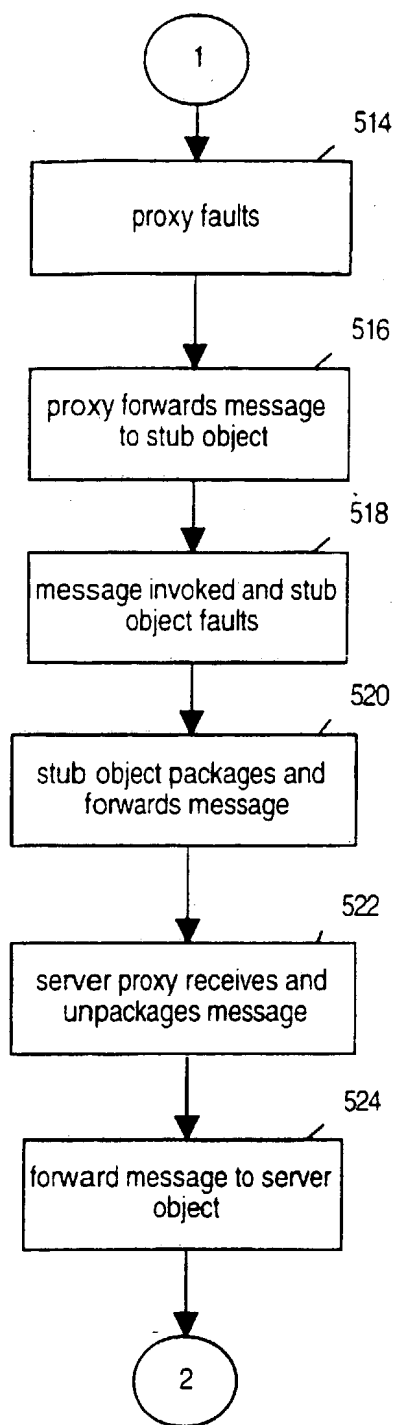 1
514
proxy faults
516
proxy forwards message
to stub object
518
message invoked and stub
object faults
520
stub object packages and
forwards message
522
server proxy receives and
unpackages message
524
forward message to server
object
2